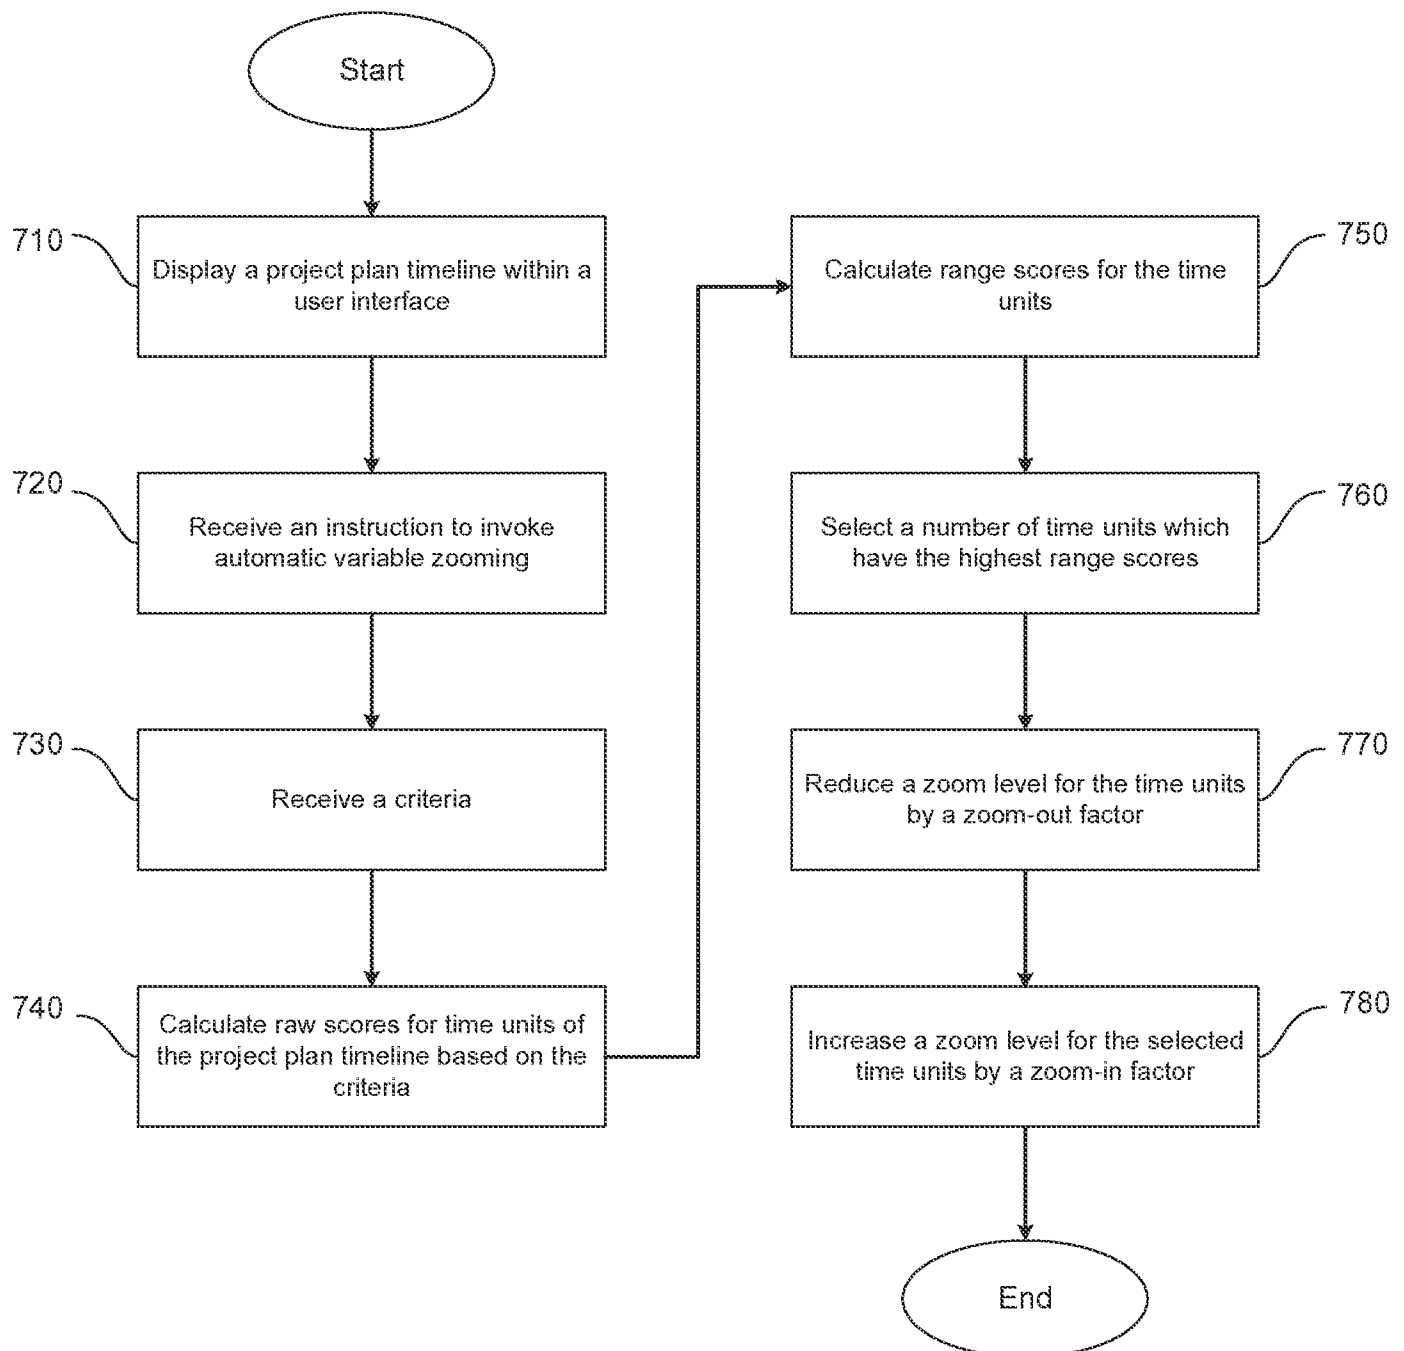 Start
710
Display a project plan timeline within a
user interface
720
Receive an instruction to invoke
automatic variable zooming
730
Receive a criteria
740
Calculate raw scores for time units of
the project plan timeline based on the
criteria
750
Calculate range scores for the time
units
760
Select a number of time units which
have the highest range scores
770
Reduce a zoom level for the time units
by a zoom-out factor
780
Increase a zoom level for the selected
time units by a zoom-in factor
End